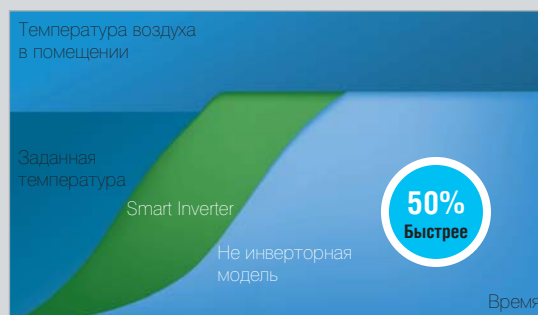 Температура воздуха
в помещении
Заданная
температура
Smart Inverter
50%
Быстрее
Не инверторная
модель
Время